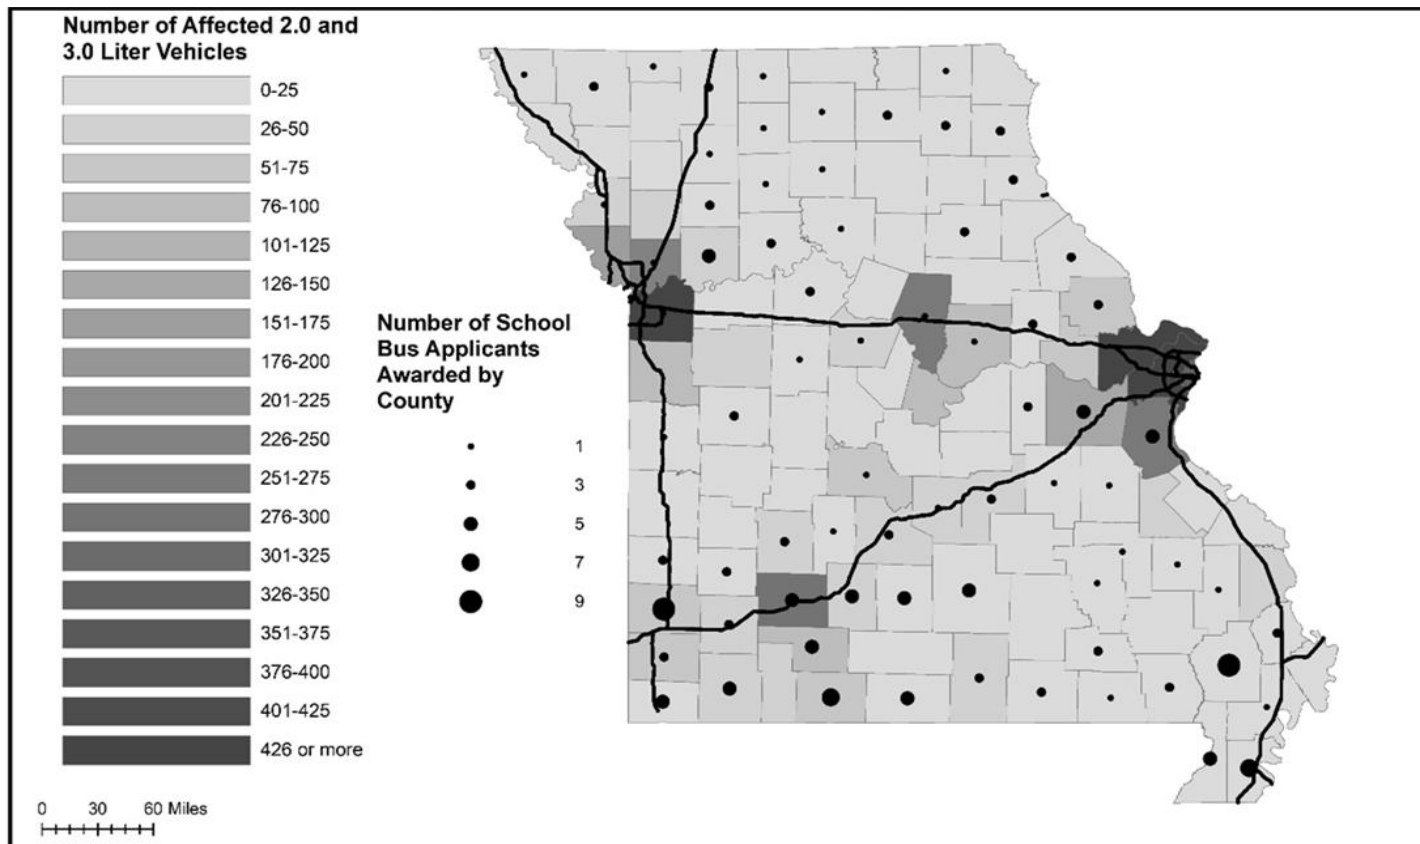 Number of Affected 2.0 and
3.0 Liter Vehicles
0-25
26-50
51-75
76-100
101-125
126-150
151-175
176-200
201-225
226-250
251-275
276-300
301-325
326-350
351-375
376-400
401-425
426 or more
0 30 60 Miles
Number of School
Bus Applicants
Awarded by
County
1
3
5
7
9